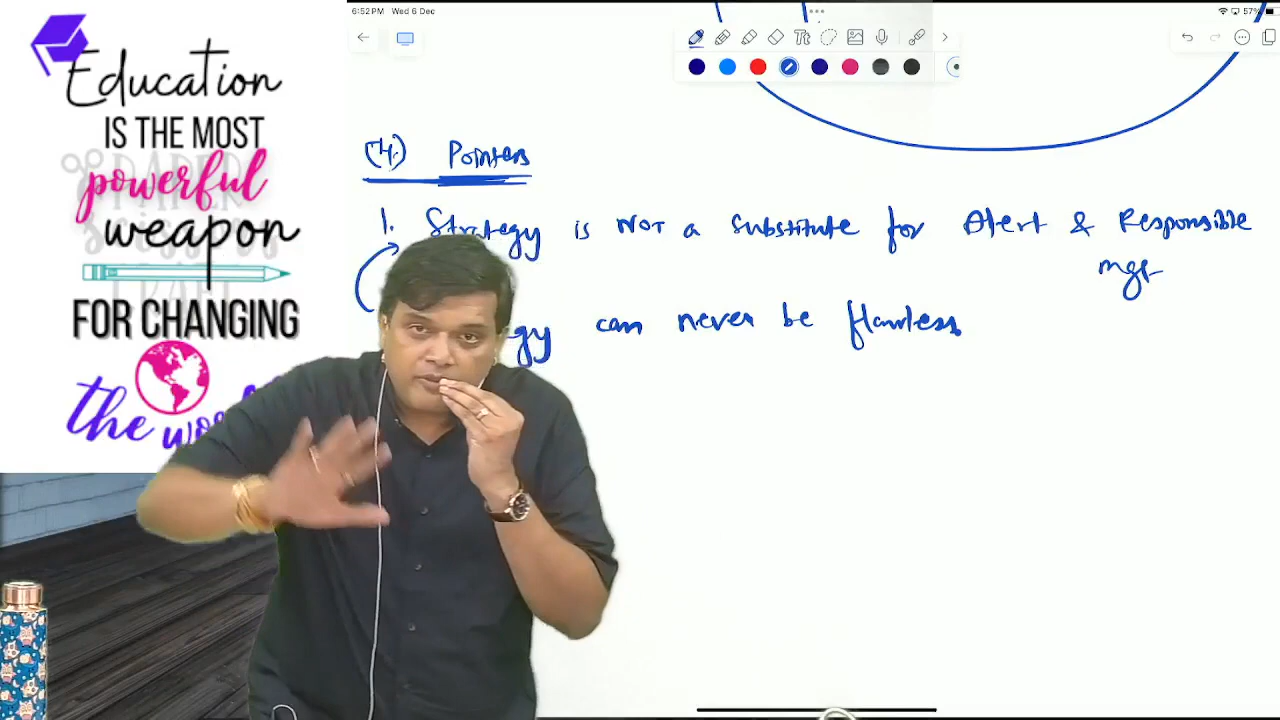 6:52 PM Wed 6 Dec
57%
Education
IS THE MOST
powerful
weapon
FOR CHANGING
the
(4) Pointers
1. Strategy is NOT a substitute for Alert & Responsible
mgt
can never be flawless